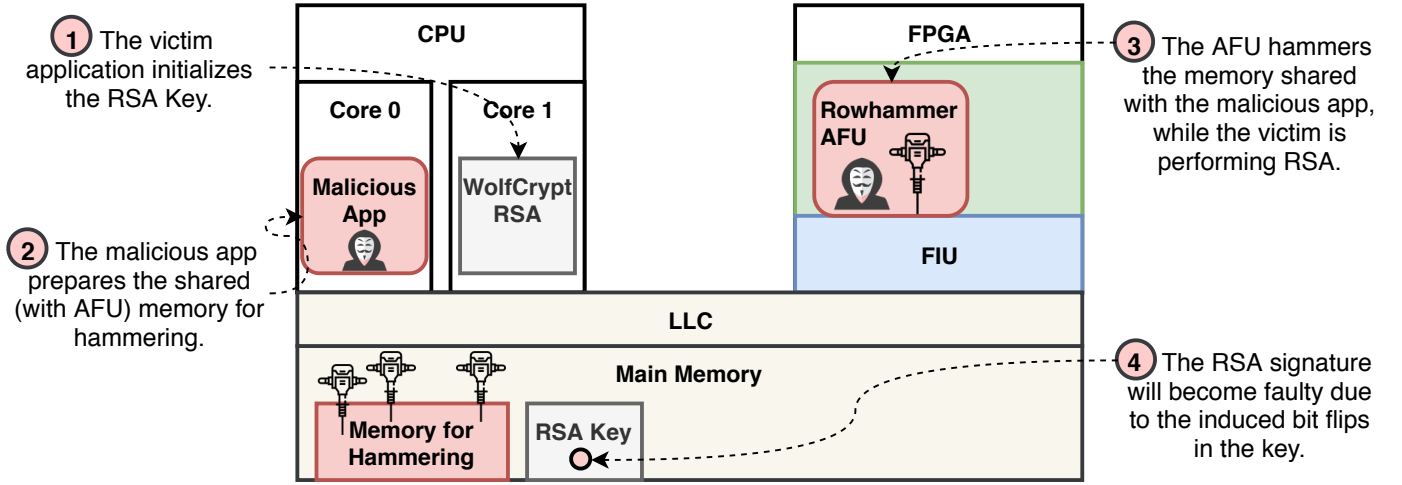 1 The victim
application initializes
the RSA Key.
2 The malicious app
prepares the shared
(with AFU) memory for
hammering.
CPU
Core 0
Core 1
Malicious
App
WolfCrypt
RSA
FPGA
Rowhammer
AFU
FIU
LLC
Main Memory
Memory for
Hammering
RSA Key
3 The AFU hammers
the memory shared
with the malicious app,
while the victim is
performing RSA.
4 The RSA signature
will become faulty due
to the induced bit flips
in the key.